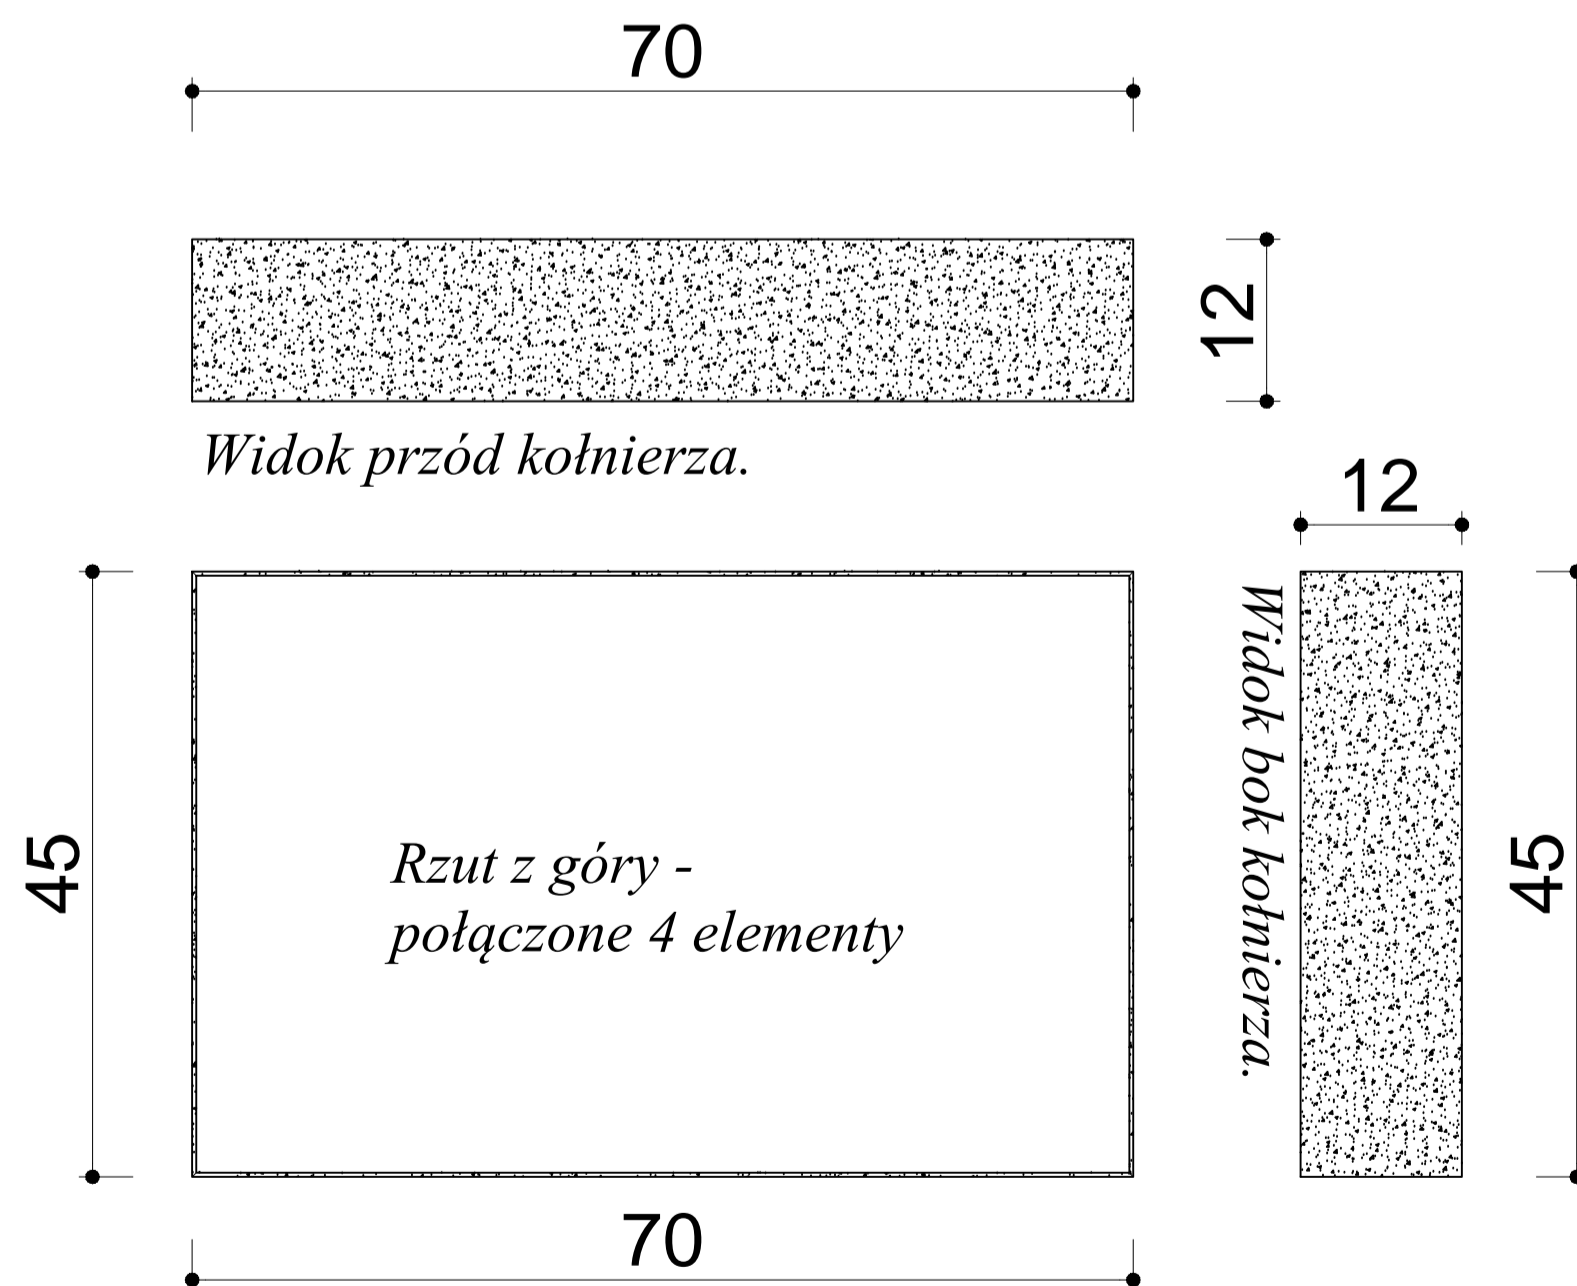 70
12
Widok przód kołnierza.
12
45
Rzut z góry -
połączone 4 elementy
Widok bok kołnierza.
45
70